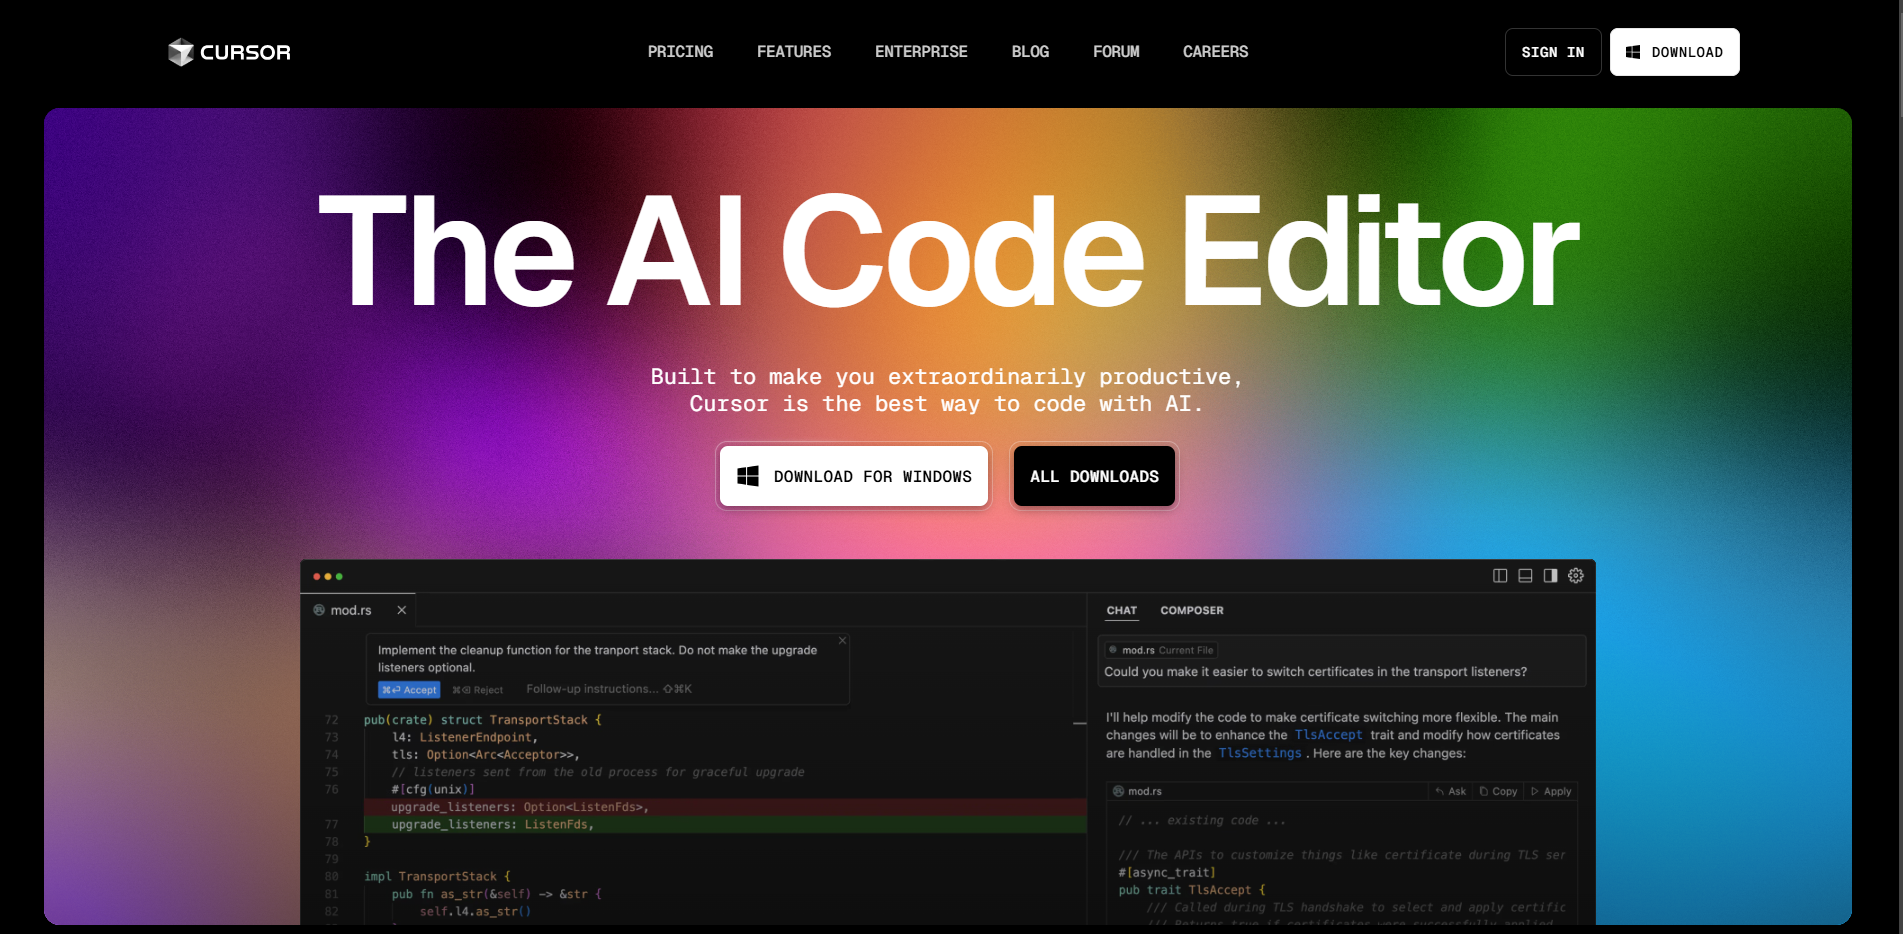 CURSOR
PRICING FEATURES ENTERPRISE BLOG FORUM CAREERS
SIGN IN
DOWNLOAD
The AI Code Editor
Built to make you extraordinarily productive,
Cursor is the best way to code with AI.
DOWNLOAD FOR WINDOWS
ALL DOWNLOADS
mod.rs
Implement the cleanup function for the tranport stack. Do not make the upgrade
listeners optional.
⌘⏎ Accept ⌘⌫ Reject Follow-up instructions... ⇧⌘K
72 pub(crate) struct TransportStack {
73 l4: ListenerEndpoint,
74 tls: Option<Arc<Acceptor>>,
75 // listeners sent from the old process for graceful upgrade
76 #[cfg(unix)]
upgrade_listeners: Option<ListenFds>,
77 upgrade_listeners: ListenFds,
78 }
79
80 impl TransportStack {
81 pub fn as_str(&self) -> &str {
82 self.l4.as_str()
CHAT COMPOSER
mod.rs Current File
Could you make it easier to switch certificates in the transport listeners?
I'll help modify the code to make certificate switching more flexible. The main
changes will be to enhance the TlsAccept trait and modify how certificates
are handled in the TlsSettings . Here are the key changes:
mod.rs Ask Copy Apply
// ... existing code ...
/// The APIs to customize things like certificate during TLS ser
#[async_trait]
pub trait TlsAccept {
/// Called during TLS handshake to select and apply certific